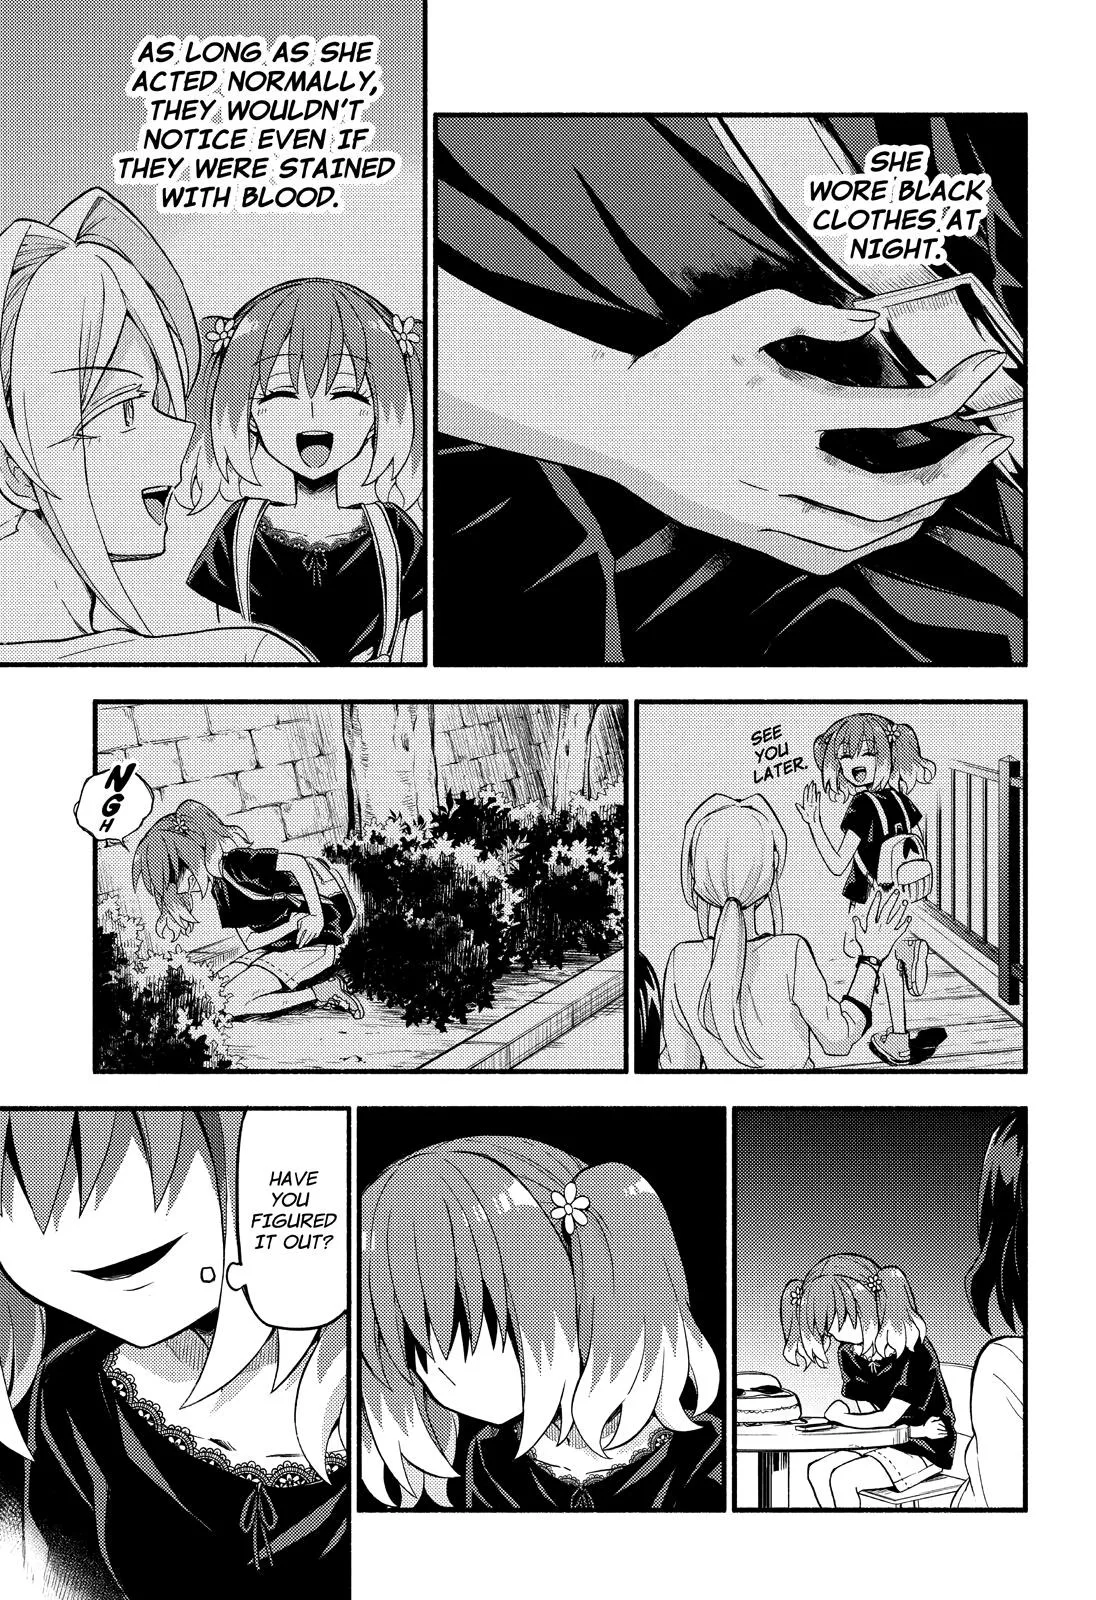 SHE
WORE BLACK
CLOTHES AT
NIGHT.
AS LONG AS SHE
ACTED NORMALLY,
THEY WOULDN'T
NOTICE EVEN IF
THEY WERE STAINED
WITH BLOOD.
SEE
YOU
LATER.
NGH
HAVE
YOU
FIGURED
IT OUT?